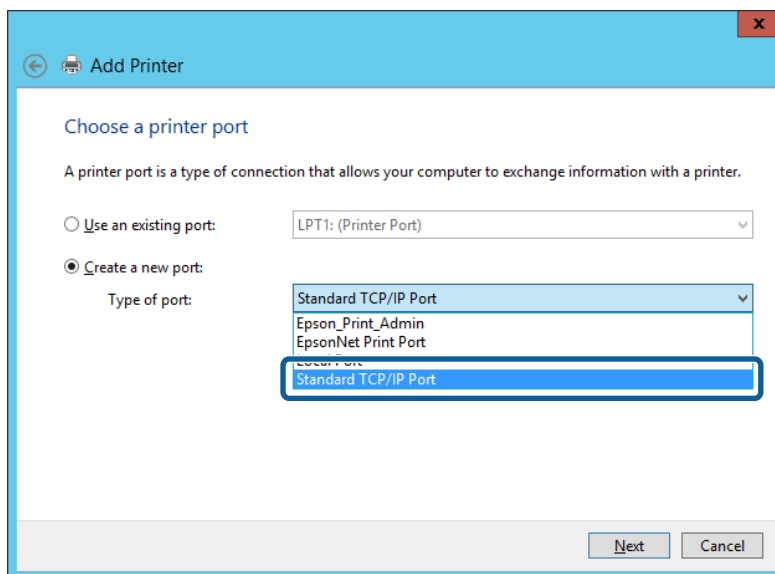 x
Add Printer
Choose a printer port
A printer port is a type of connection that allows your computer to exchange information with a printer.
Use an existing port: LPT1: (Printer Port)
Create a new port:
Type of port: Standard TCP/IP Port
Epson_Print_Admin
EpsonNet Print Port
Local Port
Standard TCP/IP Port
Next Cancel